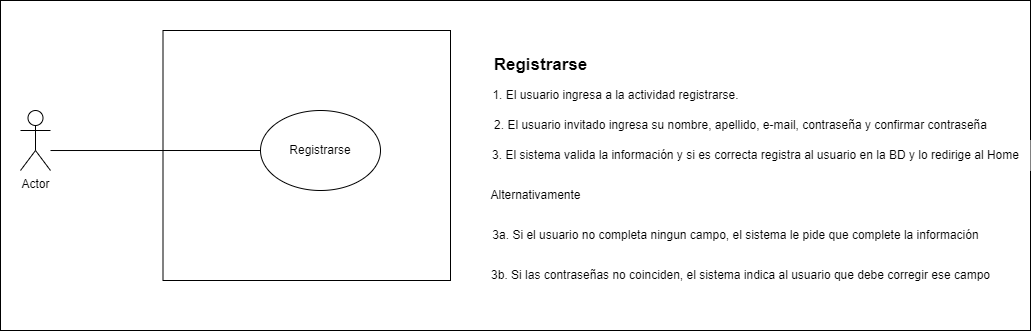 Registrarse
1. El usuario ingresa a la actividad registrarse.
2. El usuario invitado ingresa su nombre, apellido, e-mail, contraseña y confirmar contraseña
Registrarse
3. El sistema valida la información y si es correcta registra al usuario en la BD y lo redirige al Home
Actor
Alternativamente
3a. Si el usuario no completa ningun campo, el sistema le pide que complete la información
3b. Si las contraseñas no coinciden, el sistema indica al usuario que debe corregir ese campo